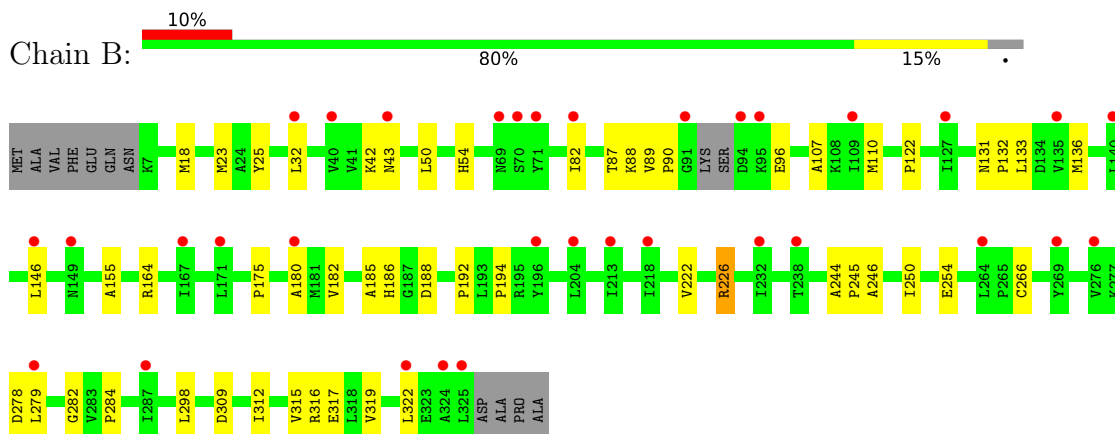 10%
Chain B:
80% 15% •
MET ALA VAL PHE GLU GLN ASN K7 M18 M23 A24 Y25 L32 V40 V41 K42 N43 L50 H54 N69 S70 Y71 I82 T87 K88 V89 P90 G91 LYS SER D94 K95 E96 A107 K108 I109 M110 P122 I127 N131 P132 L133 D134 V135 M136 L140
L146 N149 A155 R164 I167 L171 P175 A180 M181 V182 A185 H186 G187 D188 P192 L193 P194 R195 Y196 L204 I213 I218 V222 R226 I232 T238 A244 P245 A246 I250 E254 L264 P265 C266 Y269 V276 K277
D278 L279 G282 V283 P284 I287 L298 D309 I312 V315 R316 E317 L318 V319 L322 E323 A324 L325 ASP ALA PRO ALA